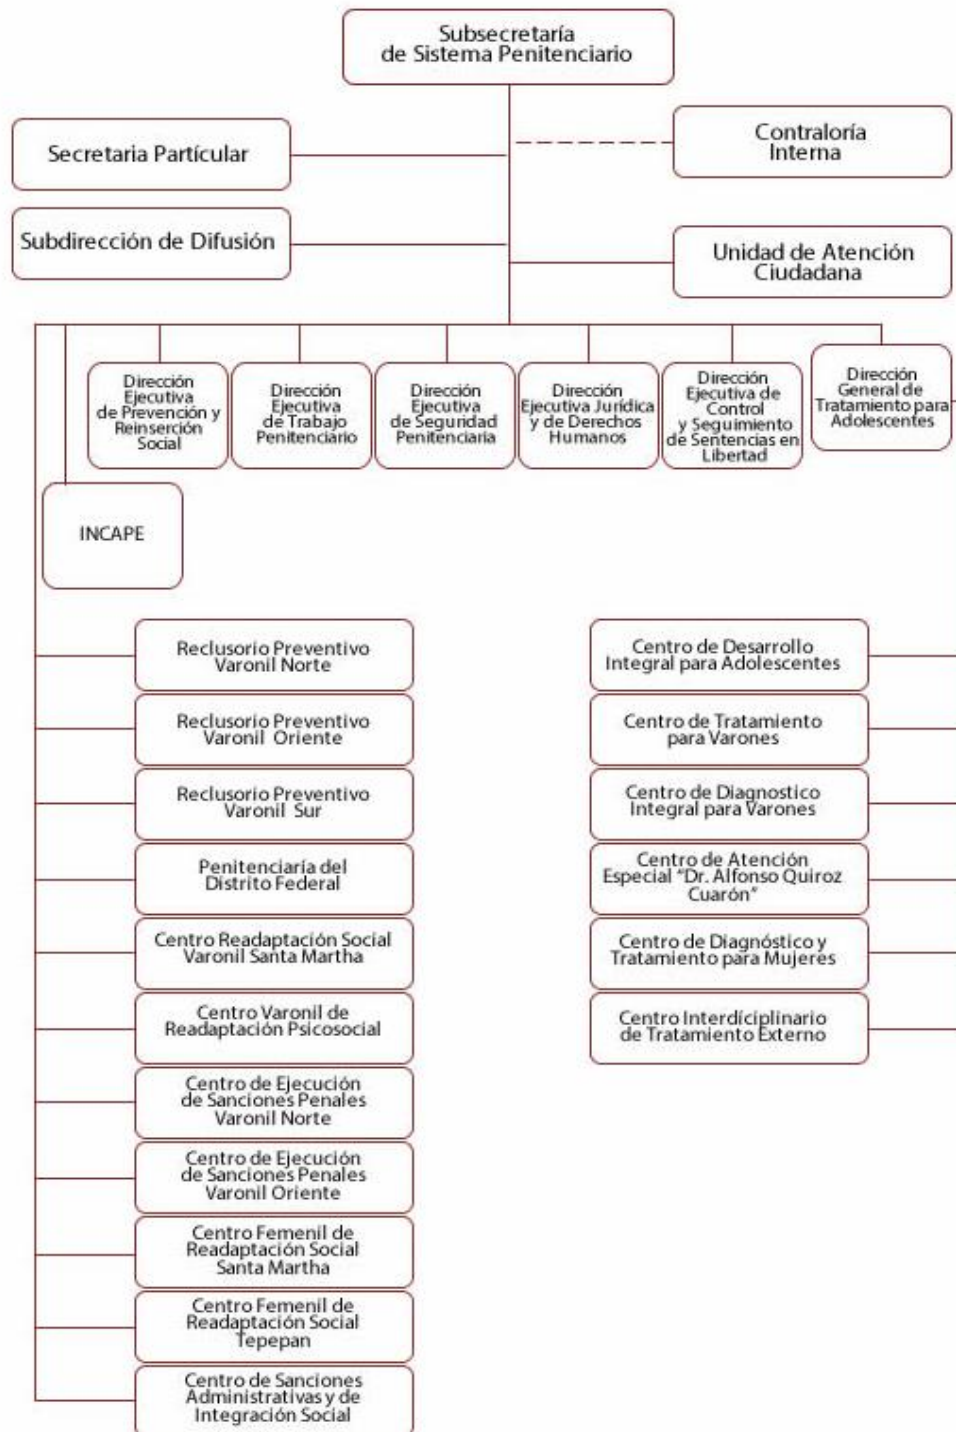 Subsecretaría
de Sistema Penitenciario
Secretaria Partícular
Contraloría
Interna
Subdirección de Difusión
Unidad de Atención
Ciudadana
Dirección
Ejecutiva
de Prevención y
Reinserción
Social
Dirección
Ejecutiva
de Trabajo
Penitenciario
Dirección
Ejecutiva
de Seguridad
Penitenciaria
Dirección
Ejecutiva Jurídica
y de Derechos
Humanos
Dirección
Ejecutiva de
Control
y Seguimiento
de Sentencias en
Libertad
Dirección
General de
Tratamiento para
Adolescentes
INCAPE
Reclusorio Preventivo
Varonil Norte
Reclusorio Preventivo
Varonil Oriente
Reclusorio Preventivo
Varonil Sur
Penitenciaría del
Distrito Federal
Centro Readaptación Social
Varonil Santa Martha
Centro Varonil de
Readaptación Psicosocial
Centro de Ejecución
de Sanciones Penales
Varonil Norte
Centro de Ejecución
de Sanciones Penales
Varonil Oriente
Centro Femenil de
Readaptación Social
Santa Martha
Centro Femenil de
Readaptación Social
Tepepan
Centro de Sanciones
Administrativas y de
Integración Social
Centro de Desarrollo
Integral para Adolescentes
Centro de Tratamiento
para Varones
Centro de Diagnostico
Integral para Varones
Centro de Atención
Especial “Dr. Alfonso Quiroz
Cuarón”
Centro de Diagnóstico y
Tratamiento para Mujeres
Centro Interdíciplinario
de Tratamiento Externo